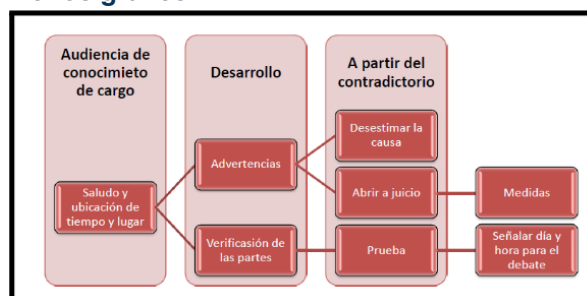 Audiencia de
conocimieto
de cargo
Desarrollo
A partir del
contradictorio
Saludo y
ubicación de
tiempo y lugar
Advertencias
Verificación de
las partes
Desestimar la
causa
Abrir a juicio
Prueba
Medidas
Señalar día y
hora para el
debate